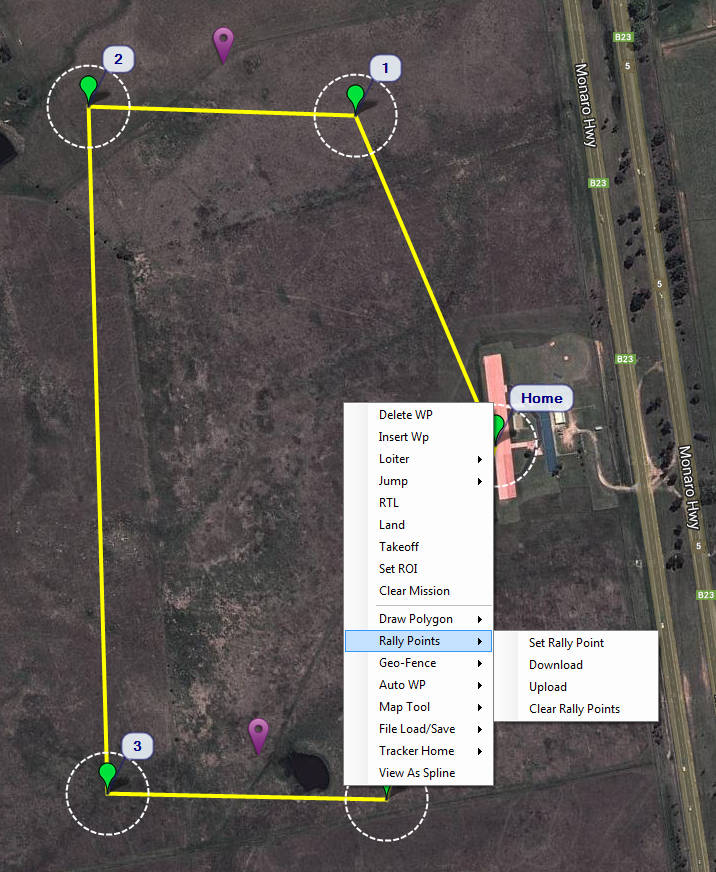 B23
2
1
5
Monaro Hwy
B23
5
B23
Home
Delete WP
Insert Wp
Loiter
Jump
RTL
Land
Takeoff
Set ROI
Clear Mission
Draw Polygon
Rally Points
Geo-Fence
Auto WP
Map Tool
File Load/Save
Tracker Home
View As Spline
Set Rally Point
Download
Upload
Clear Rally Points
Monaro Hwy
5
B23
5
3
5